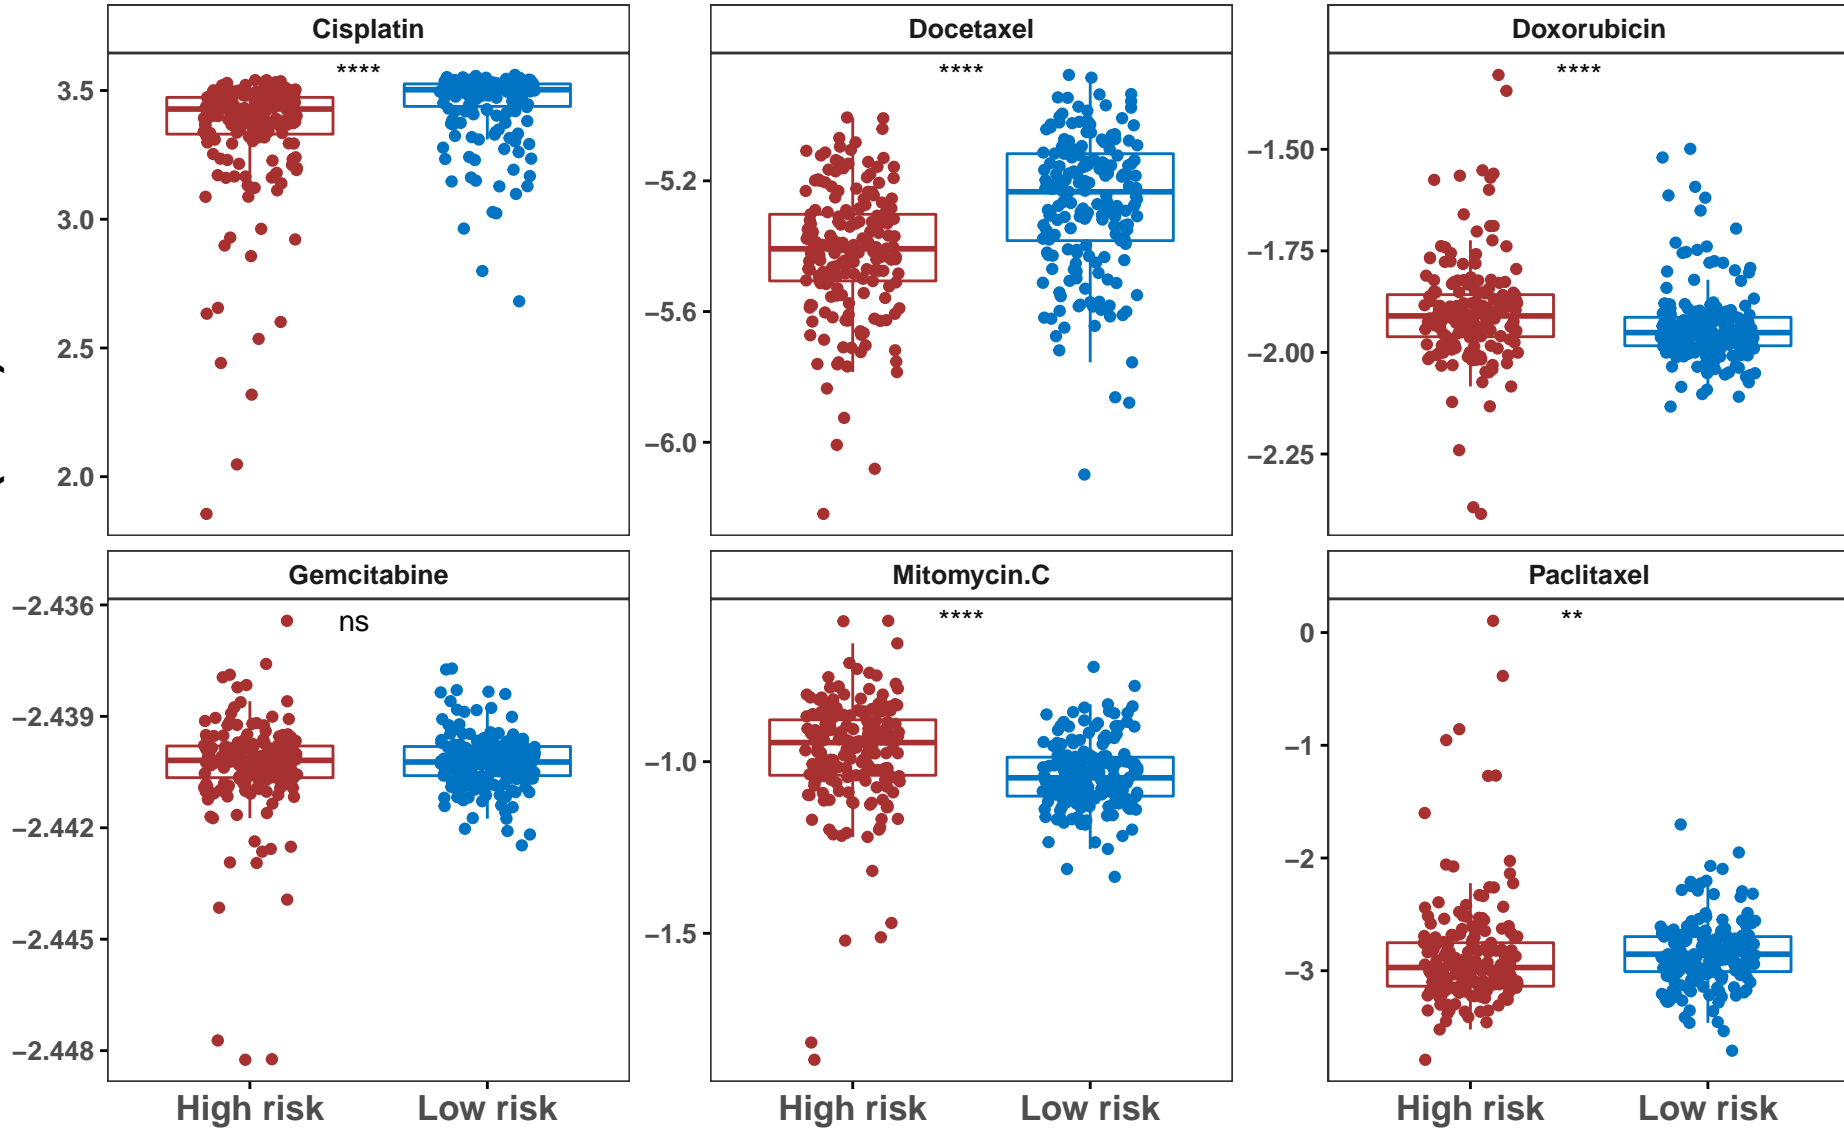 Cisplatin
Docetaxel
Doxorubicin
****
****
****
3.5
3.0
2.5
2.0
−5.2
−5.6
−6.0
−1.50
−1.75
−2.00
−2.25
Gemcitabine
Mitomycin.C
Paclitaxel
ns
****
**
−2.436
−2.439
−2.442
−2.445
−2.448
−1.0
−1.5
0
−1
−2
−3
High risk
Low risk
High risk
Low risk
High risk
Low risk